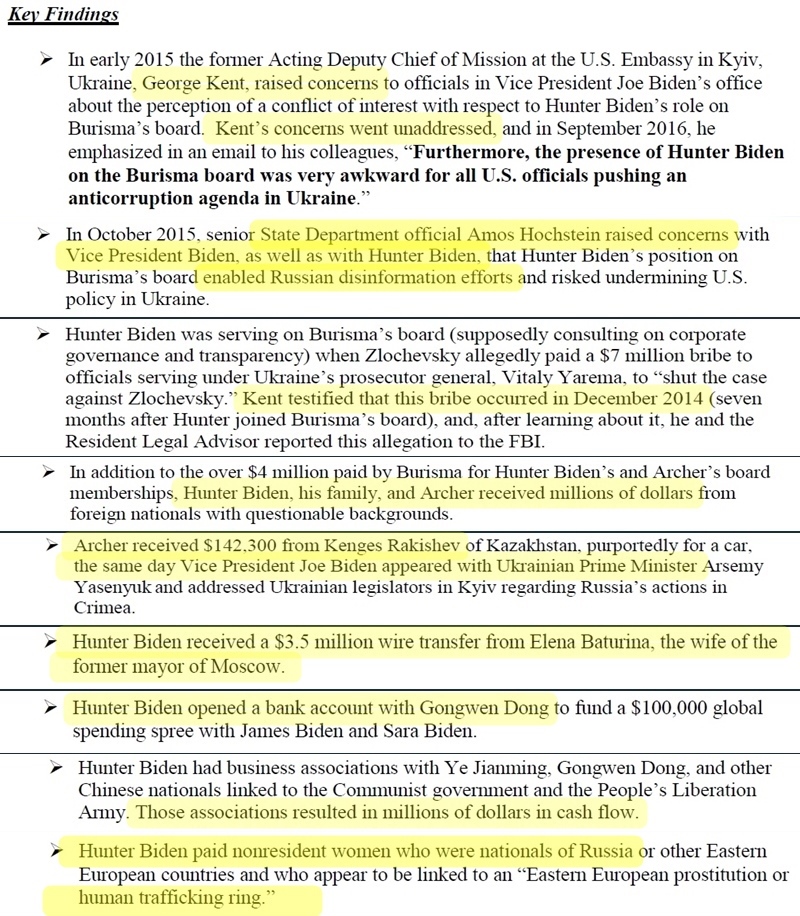 Key Findings
➢ In early 2015 the former Acting Deputy Chief of Mission at the U.S. Embassy in Kyiv,
Ukraine, George Kent, raised concerns to officials in Vice President Joe Biden’s office
about the perception of a conflict of interest with respect to Hunter Biden’s role on
Burisma’s board. Kent’s concerns went unaddressed, and in September 2016, he
emphasized in an email to his colleagues, “Furthermore, the presence of Hunter Biden
on the Burisma board was very awkward for all U.S. officials pushing an
anticorruption agenda in Ukraine.”
➢ In October 2015, senior State Department official Amos Hochstein raised concerns with
Vice President Biden, as well as with Hunter Biden, that Hunter Biden’s position on
Burisma’s board enabled Russian disinformation efforts and risked undermining U.S.
policy in Ukraine.
➢ Hunter Biden was serving on Burisma’s board (supposedly consulting on corporate
governance and transparency) when Zlochevsky allegedly paid a $7 million bribe to
officials serving under Ukraine’s prosecutor general, Vitaly Yarema, to “shut the case
against Zlochevsky.” Kent testified that this bribe occurred in December 2014 (seven
months after Hunter joined Burisma’s board), and, after learning about it, he and the
Resident Legal Advisor reported this allegation to the FBI.
➢ In addition to the over $4 million paid by Burisma for Hunter Biden’s and Archer’s board
memberships, Hunter Biden, his family, and Archer received millions of dollars from
foreign nationals with questionable backgrounds.
➢ Archer received $142,300 from Kenges Rakishev of Kazakhstan, purportedly for a car,
the same day Vice President Joe Biden appeared with Ukrainian Prime Minister Arsemy
Yasenyuk and addressed Ukrainian legislators in Kyiv regarding Russia’s actions in
Crimea.
➢ Hunter Biden received a $3.5 million wire transfer from Elena Baturina, the wife of the
former mayor of Moscow.
➢ Hunter Biden opened a bank account with Gongwen Dong to fund a $100,000 global
spending spree with James Biden and Sara Biden.
➢ Hunter Biden had business associations with Ye Jianming, Gongwen Dong, and other
Chinese nationals linked to the Communist government and the People’s Liberation
Army. Those associations resulted in millions of dollars in cash flow.
➢ Hunter Biden paid nonresident women who were nationals of Russia or other Eastern
European countries and who appear to be linked to an “Eastern European prostitution or
human trafficking ring.”